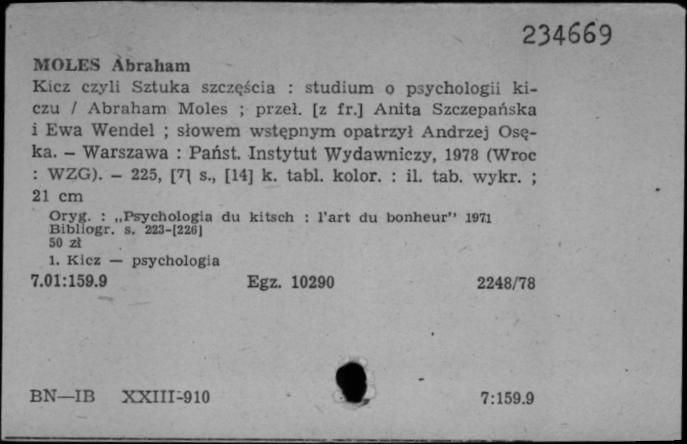 234669
MOLES Abraham
Kicz czyli Sztuka szczęścia : studium o psychologii ki-
czu / Abraham Moles ; przeł. [z fr.] Anita Szczepańska
i Ewa Wendel ; słowem wstępnym opatrzył Andrzej Osę-
ka. – Warszawa : Państ. Instytut Wydawniczy, 1978 (Wroc
: WZG). – 225, [7] s., [14] k. tabl. kolor. : il. tab. wykr. ;
21 cm
Oryg. : „Psychologia du kitsch : l'art du bonheur" 1971
Bibliogr. s. 223-[226]
50 zł
1. Kicz — psychologia
7.01:159.9 Egz. 10290 2248/78
BN—IB XXIII-910 7:159.9